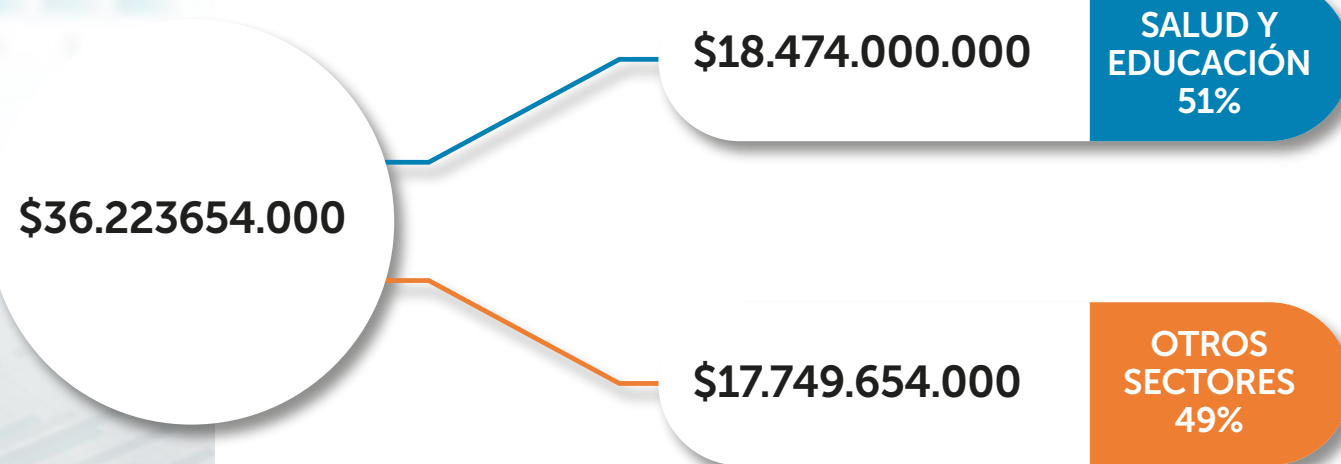 $36.223654.000
$18.474.000.000
SALUD Y
EDUCACIÓN
51%
$17.749.654.000
OTROS
SECTORES
49%